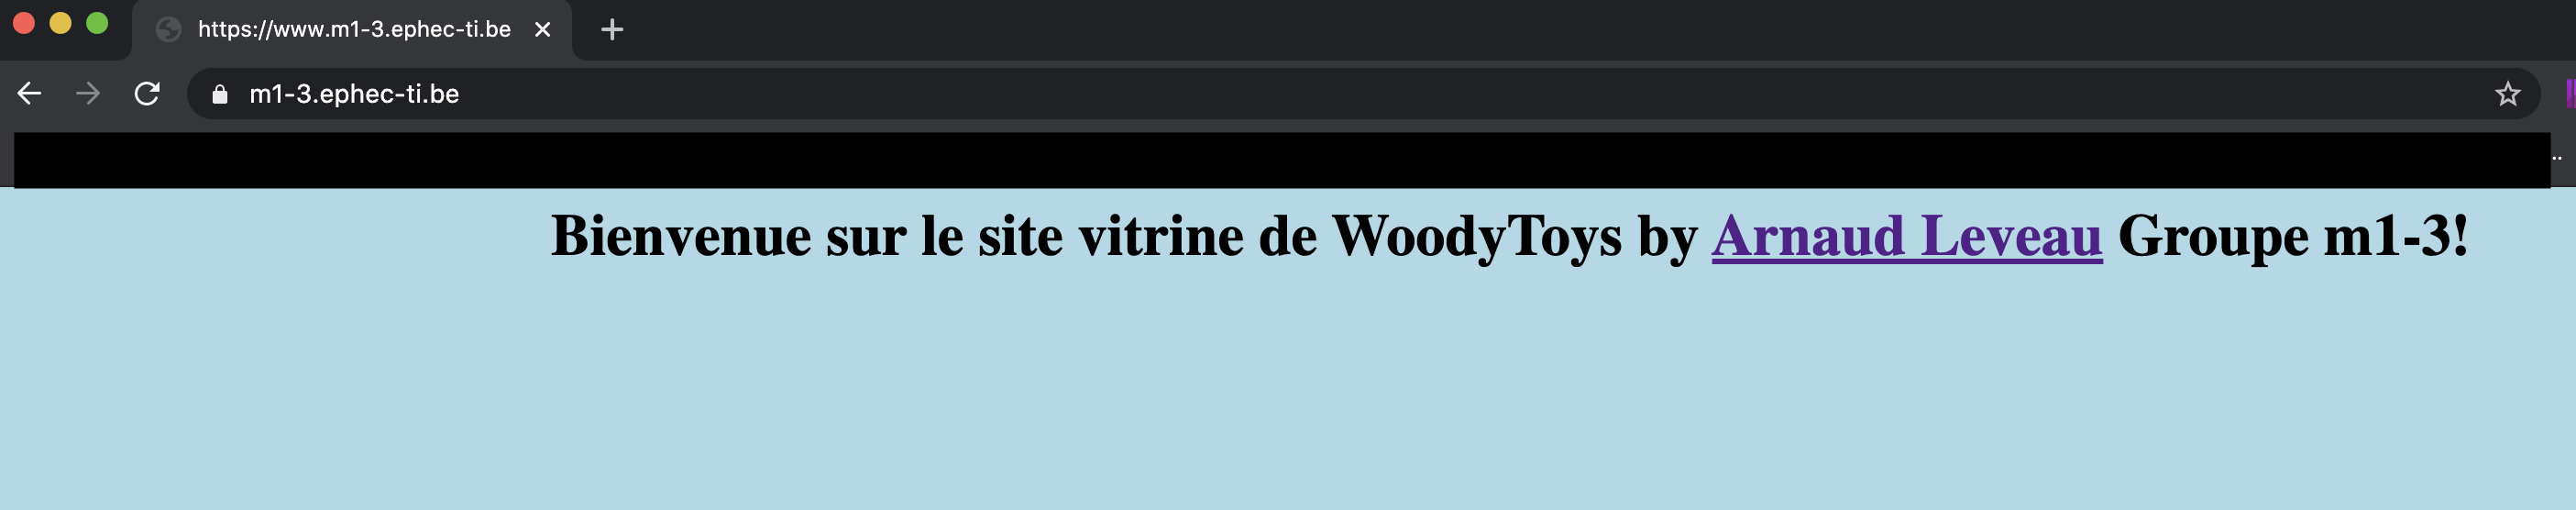 https://www.m1-3.ephec-ti.be
m1-3.ephec-ti.be
Bienvenue sur le site vitrine de WoodyToys by Arnaud Leveau Groupe m1-3!